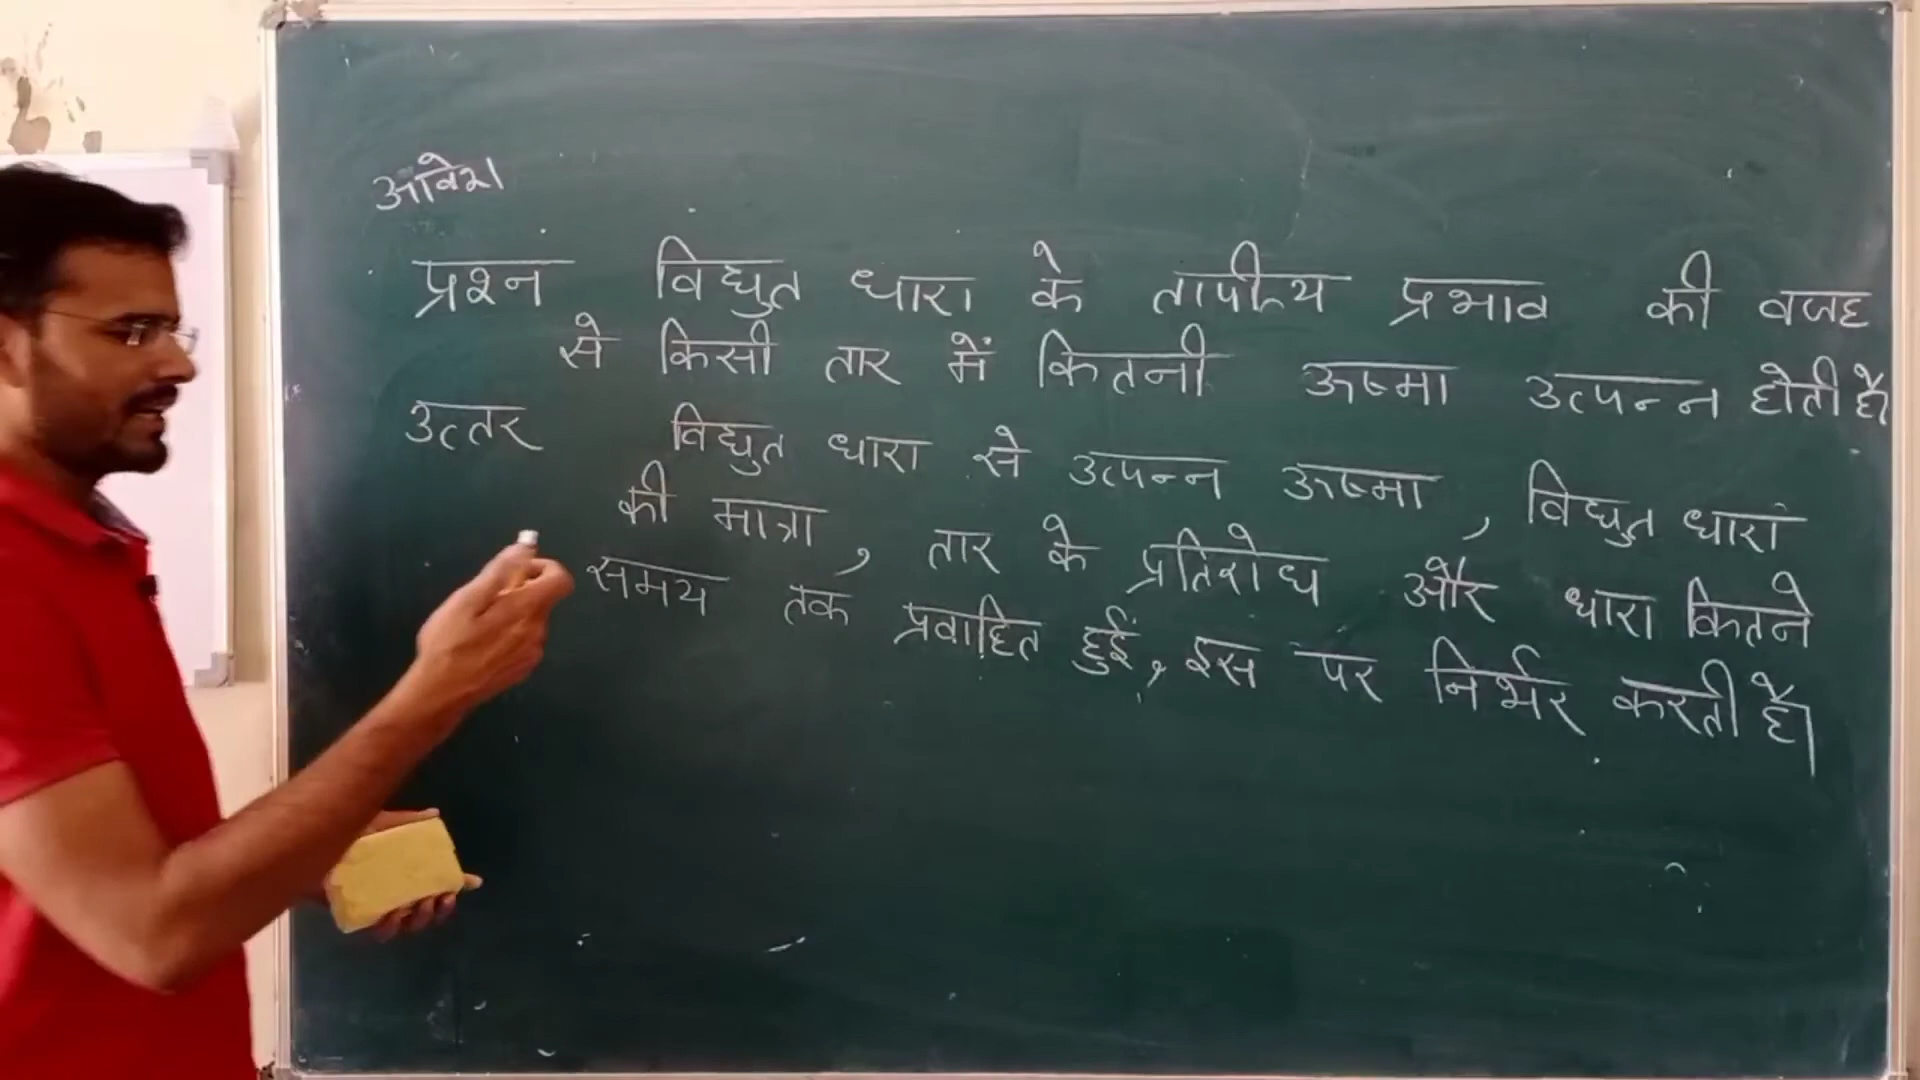 आवेश
प्रश्न विद्युत धारा के तापीय प्रभाव की वजह
से किसी तार में कितनी ऊष्मा उत्पन्न होती है।
उत्तर विद्युत धारा से उत्पन्न ऊष्मा, विद्युत धारा
की मात्रा, तार के प्रतिरोध और धारा कितने
समय तक प्रवाहित हुई, इस पर निर्भर करती है।